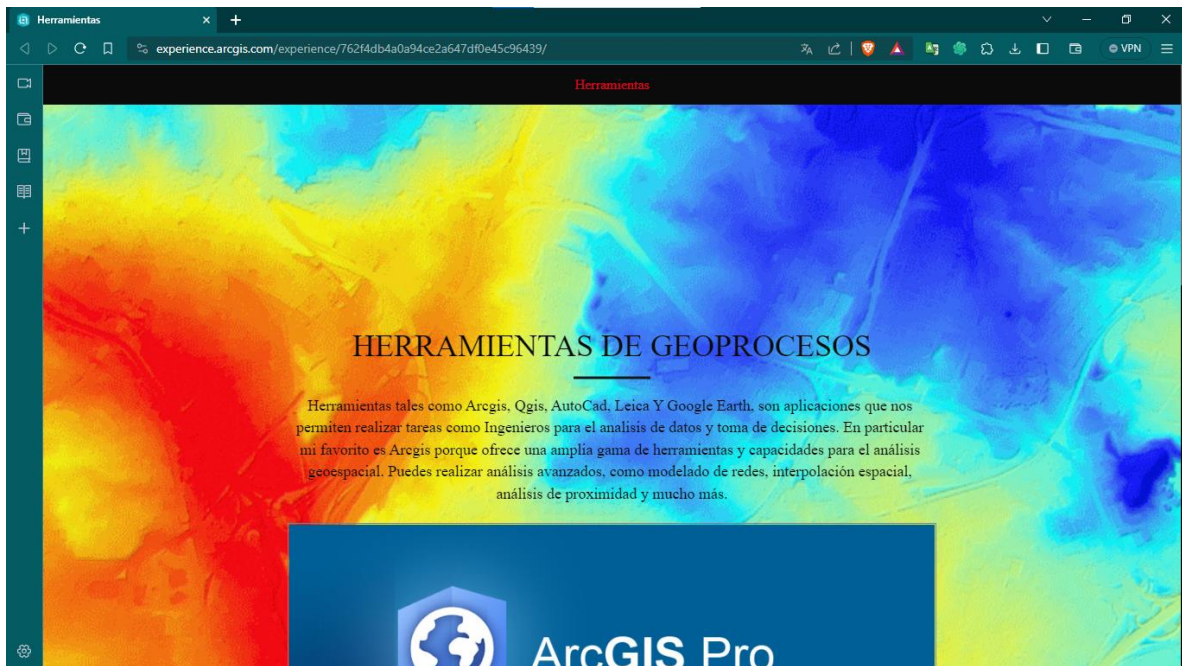 Herramientas
experience.arcgis.com/experience/762f4db4a0a94ce2a647df0e45c96439/
VPN
Herramientas
HERRAMIENTAS DE GEOPROCESOS
Herramientas tales como Arcgis, Qgis, AutoCad, Leica Y Google Earth, son aplicaciones que nos
permiten realizar tareas como Ingenieros para el analisis de datos y toma de decisiones. En particular
mi favorito es Arcgis porque ofrece una amplia gama de herramientas y capacidades para el análisis
geoespacial. Puedes realizar análisis avanzados, como modelado de redes, interpolación espacial,
análisis de proximidad y mucho más.
ArcGIS Pro